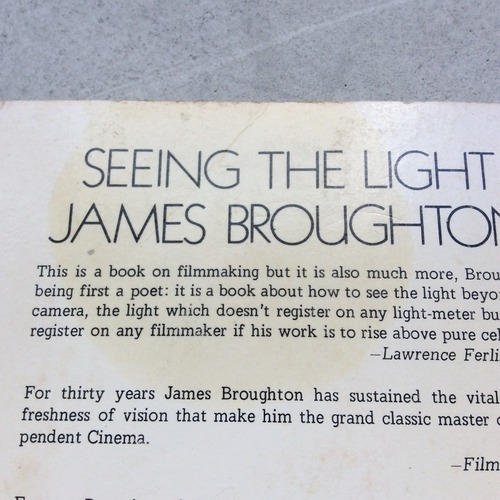 SEEING THE LIGHT
JAMES BROUGHTON
This is a book on filmmaking but it is also much more, Brou
being first a poet: it is a book about how to see the light beyo
camera, the light which doesn't register on any light-meter bu
register on any filmmaker if his work is to rise above pure cel
—Lawrence Ferli
For thirty years James Broughton has sustained the vital
freshness of vision that make him the grand classic master o
pendent Cinema.
—Film